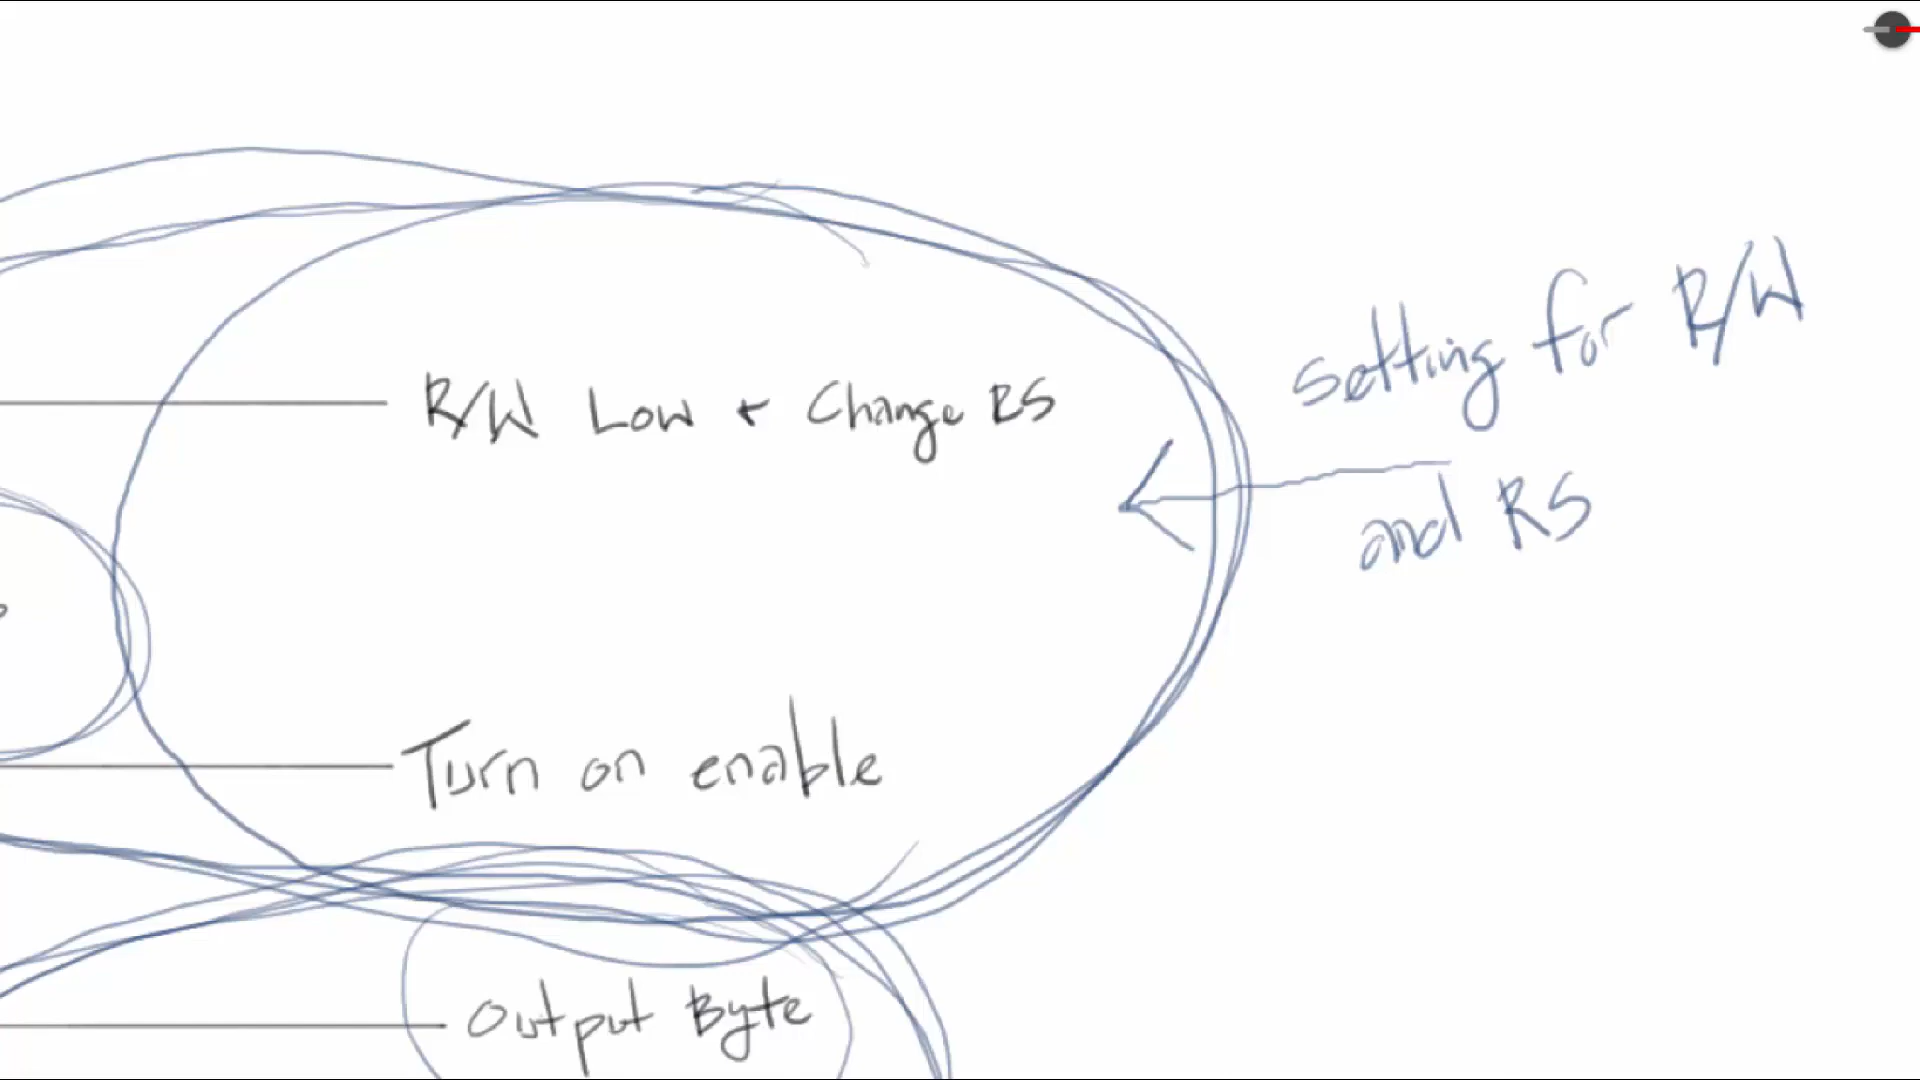 R/W Low + Change RS
setting for R/W
and RS
Turn on enable
Output Byte